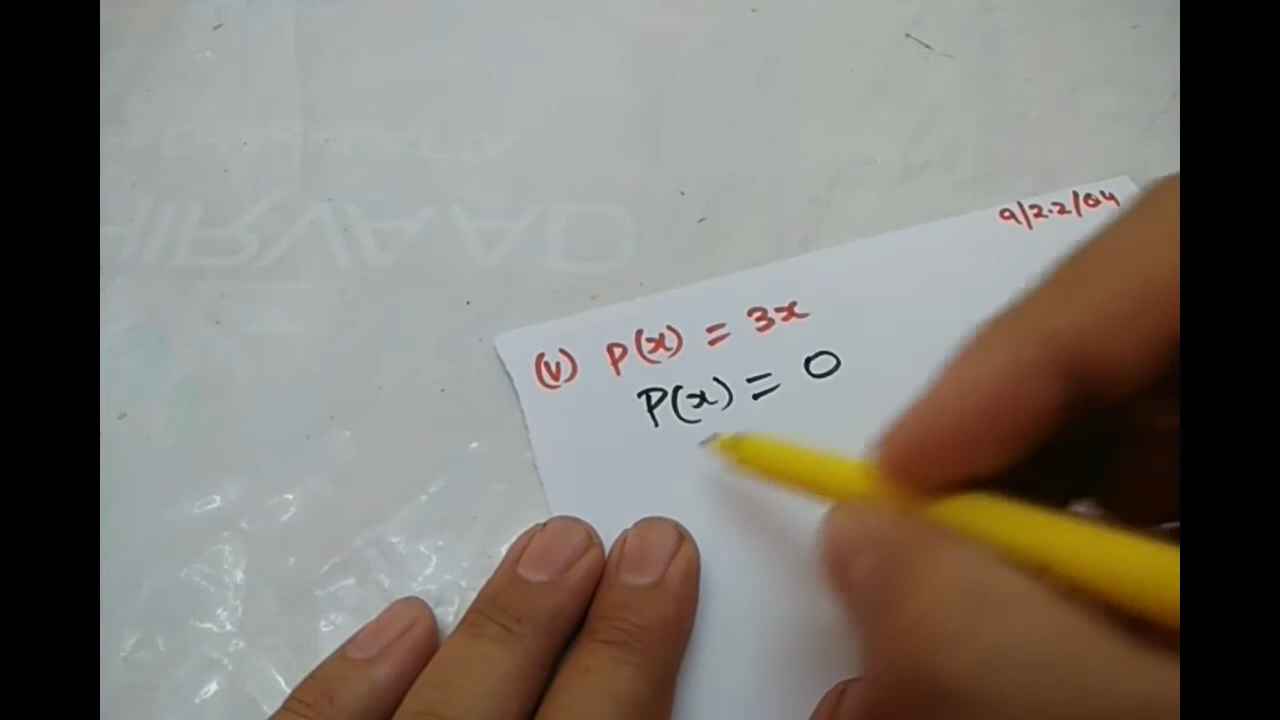 9/2.2/04
(V) P(x) = 3x
P(x) = 0